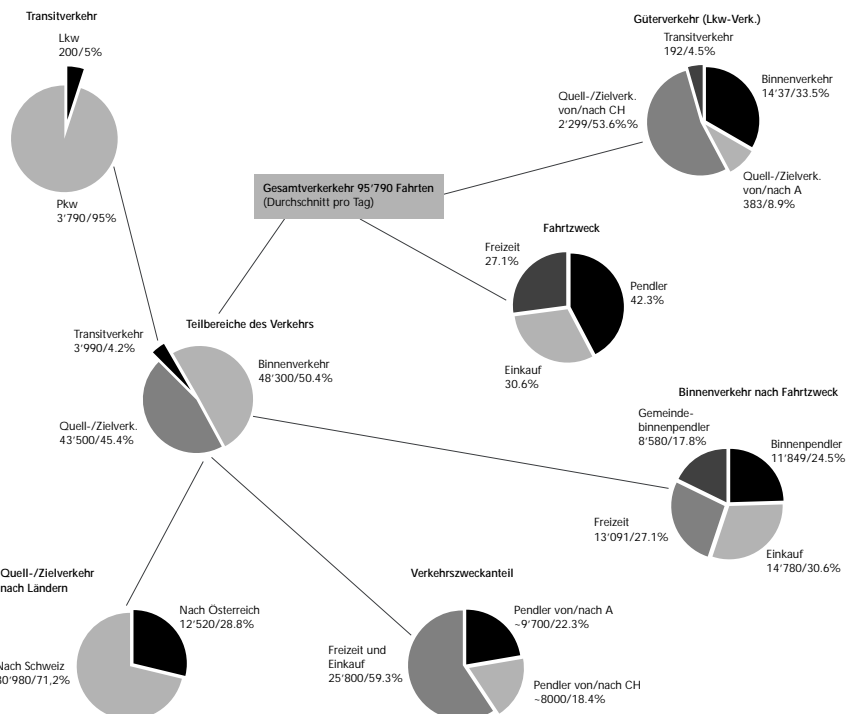 Transitverkehr
Lkw
200/5%
Pkw
3'790/95%
Güterverkehr (Lkw-Verk.)
Transitverkehr
192/4.5%
Binnenverkehr
14'37/33.5%
Quell-/Zielverk.
von/nach CH
2'299/53.6%%
Quell-/Zielverk.
von/nach A
383/8.9%
Gesamtverkerkehr 95'790 Fahrten
(Durchschnitt pro Tag)
Fahrtzweck
Freizeit
27.1%
Pendler
42.3%
Einkauf
30.6%
Teilbereiche des Verkehrs
Transitverkehr
3'990/4.2%
Binnenverkehr
48'300/50.4%
Quell-/Zielverk.
43'500/45.4%
Binnenverkehr nach Fahrtzweck
Gemeinde-
binnenpendler
8'580/17.8%
Binnenpendler
11'849/24.5%
Freizeit
13'091/27.1%
Einkauf
14'780/30.6%
Quell-/Zielverkehr
nach Ländern
Nach Österreich
12'520/28.8%
Nach Schweiz
30'980/71,2%
Verkehrszweckanteil
Pendler von/nach A
~9'700/22.3%
Freizeit und
Einkauf
25'800/59.3%
Pendler von/nach CH
~8000/18.4%